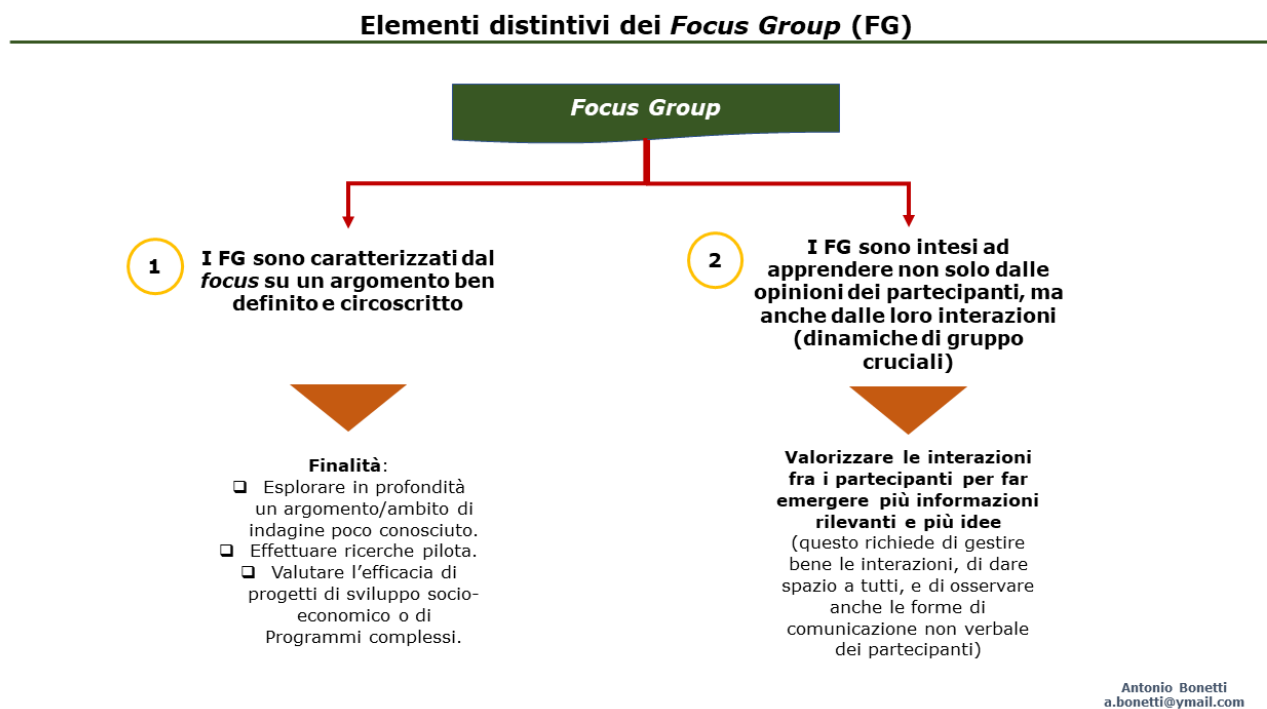 Elementi distintivi dei Focus Group (FG)
Focus Group
1
I FG sono caratterizzati dal
focus su un argomento ben
definito e circoscritto
2
I FG sono intesi ad
apprendere non solo dalle
opinioni dei partecipanti, ma
anche dalle loro interazioni
(dinamiche di gruppo
cruciali)
Finalità:
Esplorare in profondità
un argomento/ambito di
indagine poco conosciuto.
Effettuare ricerche pilota.
Valutare l’efficacia di
progetti di sviluppo socio-
economico o di
Programmi complessi.
Valorizzare le interazioni
fra i partecipanti per far
emergere più informazioni
rilevanti e più idee
(questo richiede di gestire
bene le interazioni, di dare
spazio a tutti, e di osservare
anche le forme di
comunicazione non verbale
dei partecipanti)
Antonio Bonetti
a.bonetti@ymail.com